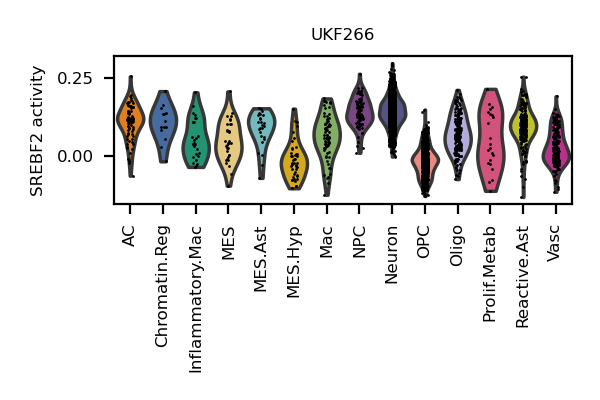 UKF266
SREBF2 activity
0.25
0.00
AC
Chromatin.Reg
Inflammatory.Mac
MES
MES.Ast
MES.Hyp
Mac
NPC
Neuron
OPC
Oligo
Prolif.Metab
Reactive.Ast
Vasc